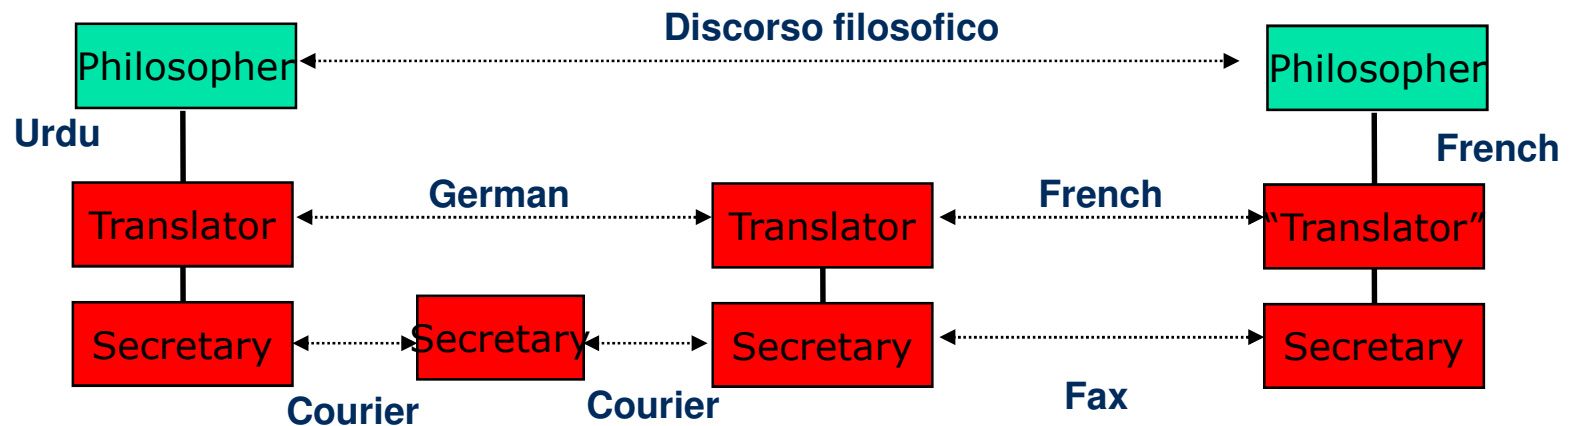 Discorso filosofico
Philosopher
Philosopher
Urdu
French
German
French
Translator
Translator
“Translator”
Secretary
Secretary
Secretary
Secretary
Courier
Courier
Fax